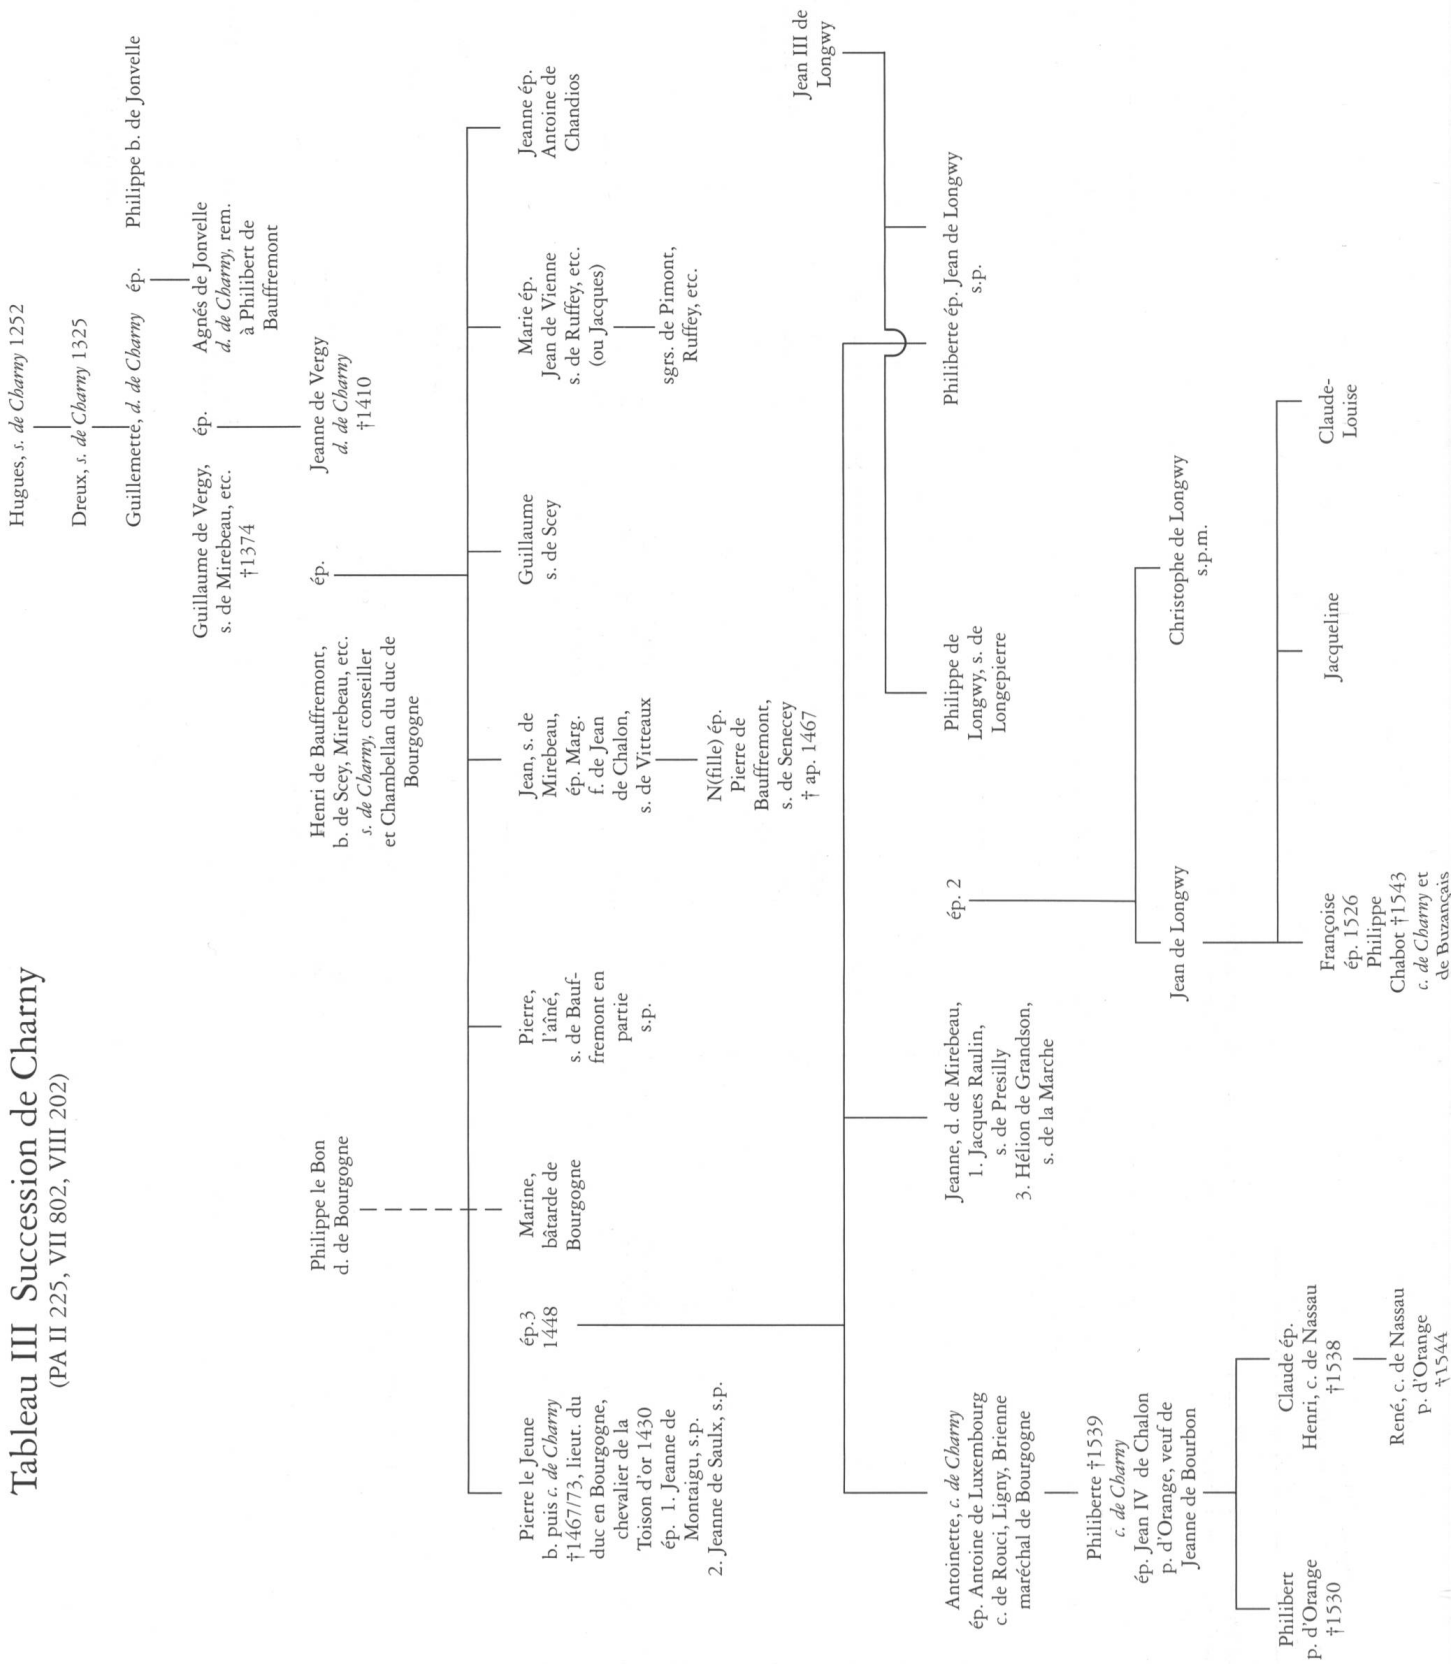 Tableau III Succession de Charny
(PA II 225, VII 802, VIII 202)
Hugues, s. de Charny 1252
Dreux, s. de Charny 1325
Guillemette, d. de Charny ép. Philippe b. de Jonvelle
Guillaume de Vergy,
s. de Mirebeau, etc.
†1374
ép.
Agnés de Jonvelle
d. de Charny, rem.
à Philibert de
Bauffremont
Philippe le Bon
d. de Bourgogne
Henri de Bauffremont,
b. de Scey, Mirebeau, etc.
s. de Charny, conseiller
et Chambellan du duc de
Bourgogne
ép.
Jeanne de Vergy
d. de Charny
†1410
Pierre le Jeune
b. puis c. de Charny
†1467/73, lieut. du
duc en Bourgogne,
chevalier de la
Toison d'or 1430
ép. 1. Jeanne de
Montaigu, s.p.
2. Jeanne de Saulx, s.p.
ép.3
1448
Marine,
bâtarde de
Bourgogne
Pierre,
l'aîné,
s. de Bauf-
fremont en
partie
s.p.
Jean, s. de
Mirebeau,
ép. Marg.
f. de Jean
de Chalon,
s. de Vitteaux
N(fille) ép.
Pierre de
Bauffremont,
s. de Senecey
† ap. 1467
Guillaume
s. de Scey
Marie ép.
Jean de Vienne
s. de Ruffey, etc.
(ou Jacques)
sgrs. de Pimont,
Ruffey, etc.
Jeanne ép.
Antoine de
Chandios
Jean III de
Longwy
Antoinette, c. de Charny
ép. Antoine de Luxembourg
c. de Rouci, Ligny, Brienne
maréchal de Bourgogne
Jeanne, d. de Mirebeau,
1. Jacques Raulin,
s. de Presilly
3. Hélion de Grandson,
s. de la Marche
ép. 2
Philippe de
Longwy, s. de
Longepierre
Philiberte ép. Jean de Longwy
s.p.
Philiberte †1539
c. de Charny
ép. Jean IV de Chalon
p. d'Orange, veuf de
Jeanne de Bourbon
Jean de Longwy
Christophe de Longwy
s.p.m.
Philibert
p. d'Orange
†1530
Claude ép.
Henri, c. de Nassau
†1538
René, c. de Nassau
p. d'Orange
†1544
Françoise
ép. 1526
Philippe
Chabot †1543
c. de Charny et
de Buzançais
Jacqueline
Claude-
Louise